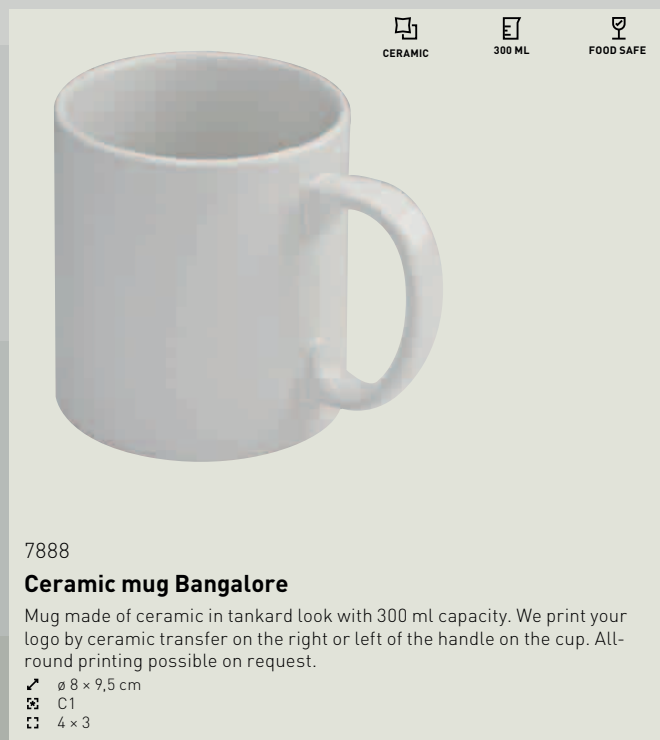 CERAMIC
300 ML
FOOD SAFE
7888
Ceramic mug Bangalore
Mug made of ceramic in tankard look with 300 ml capacity. We print your
logo by ceramic transfer on the right or left of the handle on the cup. All-
round printing possible on request.
ø 8 × 9,5 cm
C1
4 × 3